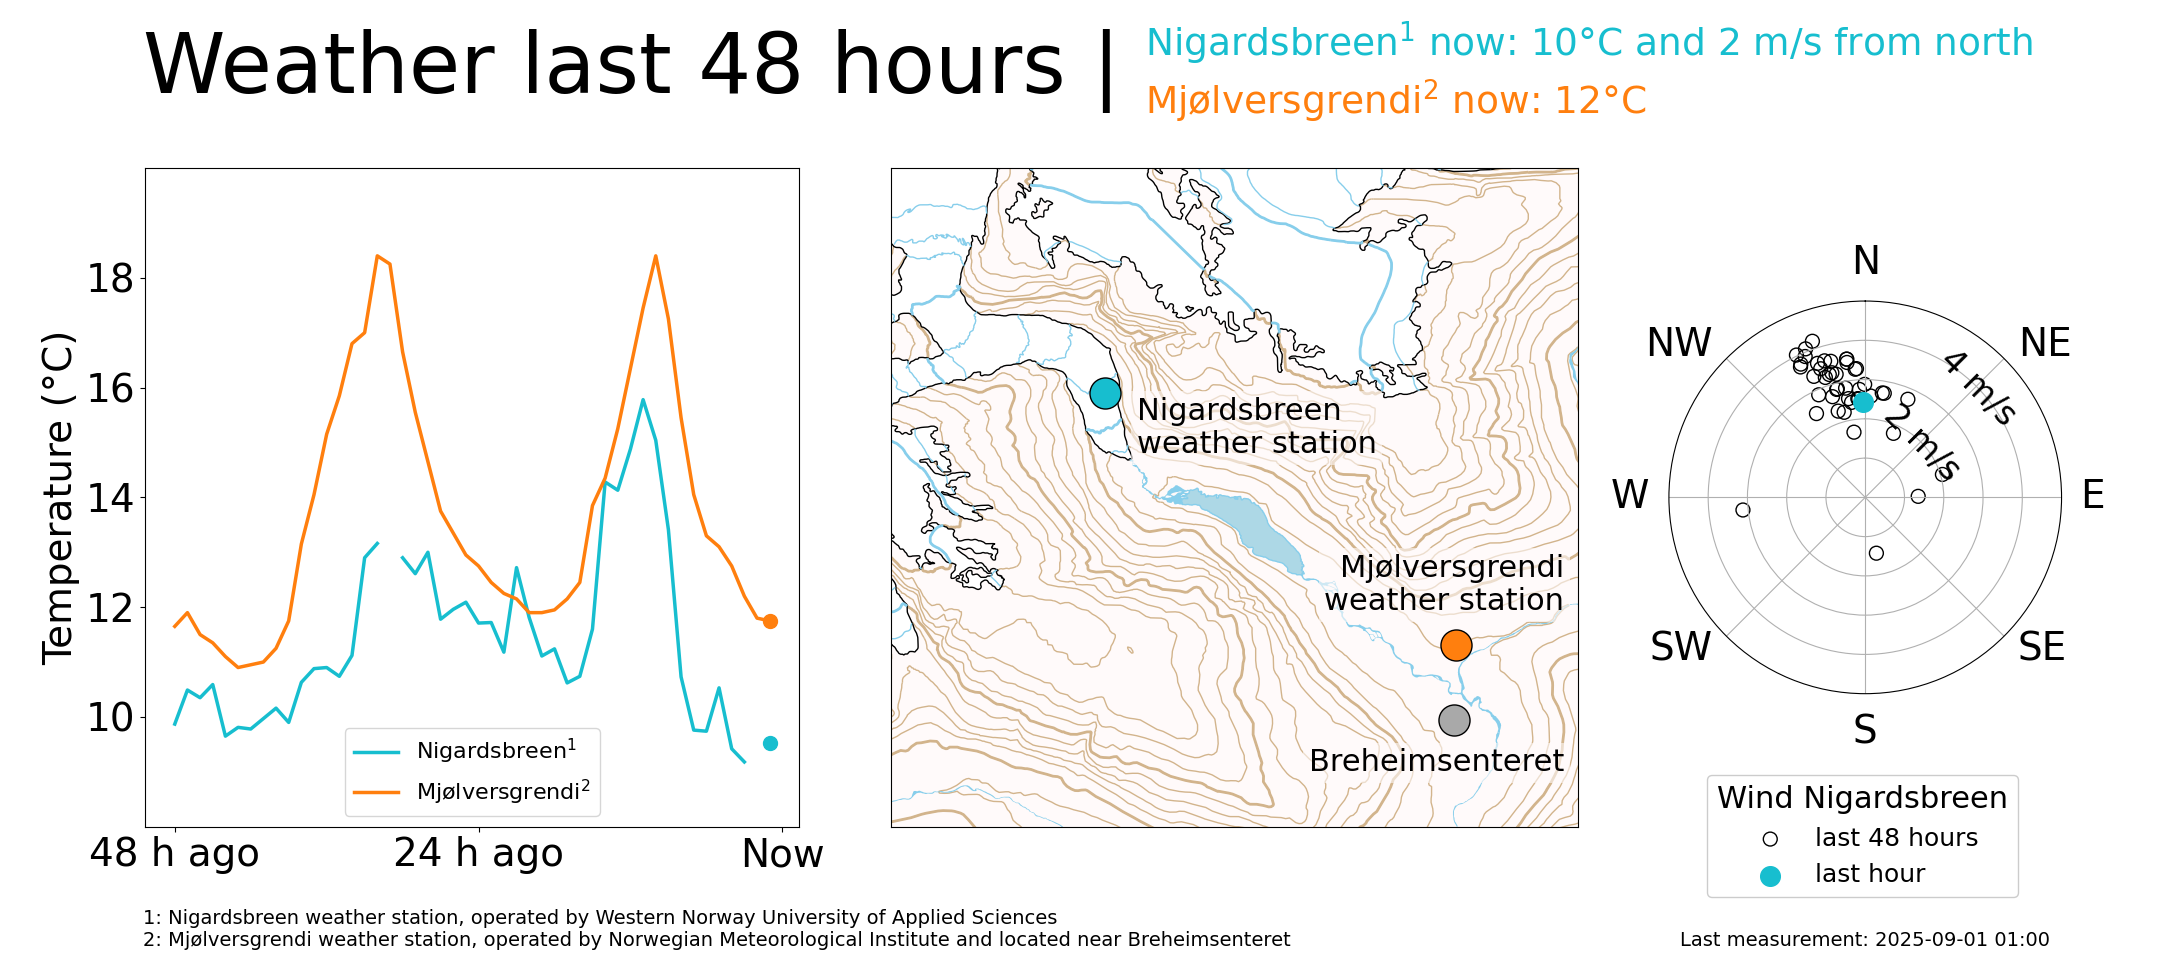 Weather last 48 hours |
Nigardsbreen¹ now: 10°C and 2 m/s from north
Mjølversgrendi² now: 12°C
Temperature (°C)
18
16
14
12
10
48 h ago
24 h ago
Now
Nigardsbreen¹
Mjølversgrendi²
Nigardsbreen
weather station
Mjølversgrendi
weather station
Breheimsenteret
N
NE
E
SE
S
SW
W
NW
2 m/s
4 m/s
Wind Nigardsbreen
last 48 hours
last hour
1: Nigardsbreen weather station, operated by Western Norway University of Applied Sciences
2: Mjølversgrendi weather station, operated by Norwegian Meteorological Institute and located near Breheimsenteret
Last measurement: 2025-09-01 01:00